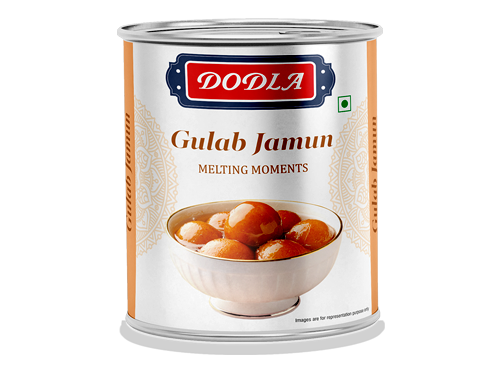 DODLA
Gulab Jamun
MELTING MOMENTS
Gulab Jamun
Gulab Jamun
Images are for representation purpose only